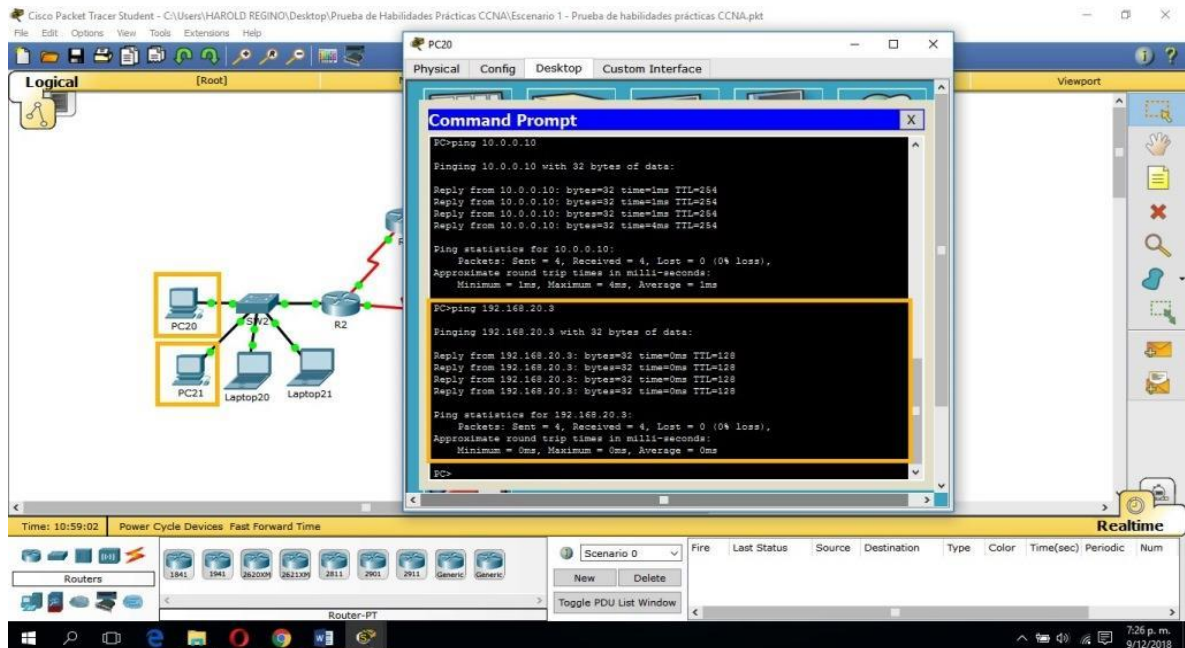 Cisco Packet Tracer Student - C:\Users\HAROLD REGINO\Desktop\Prueba de Habilidades Prácticas CCNA\Escenario 1 - Prueba de habilidades prácticas CCNA.pkt
File Edit Options View Tools Extensions Help
Logical
[Root]
Viewport
PC20
Physical Config Desktop Custom Interface
Command Prompt
X
PC>ping 10.0.0.10
Pinging 10.0.0.10 with 32 bytes of data:
Reply from 10.0.0.10: bytes=32 time=1ms TTL=254
Reply from 10.0.0.10: bytes=32 time=1ms TTL=254
Reply from 10.0.0.10: bytes=32 time=1ms TTL=254
Reply from 10.0.0.10: bytes=32 time=4ms TTL=254
Ping statistics for 10.0.0.10:
Packets: Sent = 4, Received = 4, Lost = 0 (0% loss),
Approximate round trip times in milli-seconds:
Minimum = 1ms, Maximum = 4ms, Average = 1ms
PC>ping 192.168.20.3
Pinging 192.168.20.3 with 32 bytes of data:
Reply from 192.168.20.3: bytes=32 time=0ms TTL=128
Reply from 192.168.20.3: bytes=32 time=0ms TTL=128
Reply from 192.168.20.3: bytes=32 time=0ms TTL=128
Reply from 192.168.20.3: bytes=32 time=0ms TTL=128
Ping statistics for 192.168.20.3:
Packets: Sent = 4, Received = 4, Lost = 0 (0% loss),
Approximate round trip times in milli-seconds:
Minimum = 0ms, Maximum = 0ms, Average = 0ms
PC>
PC20
SW2
R2
PC21
Laptop20
Laptop21
Time: 10:59:02 Power Cycle Devices Fast Forward Time
Realtime
Routers
1841 1941 2620XM 2621XM 2811 2901 2911 Generic Generic
Router-PT
Scenario 0
New Delete
Toggle PDU List Window
Fire Last Status Source Destination Type Color Time(sec) Periodic Num
7:26 p. m.
9/12/2018